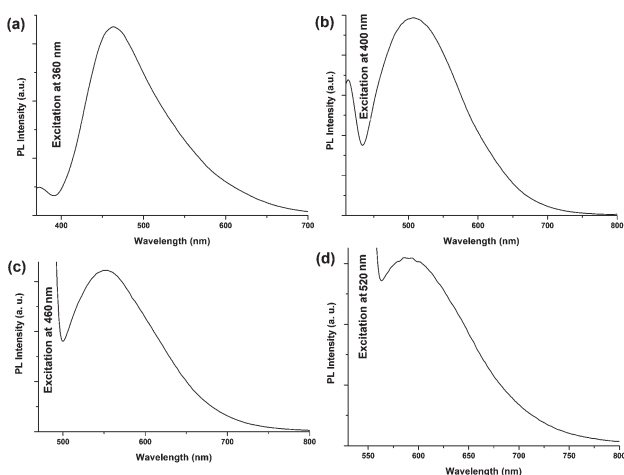 (a)
PL Intensity (a.u.)
Excitation at 360 nm
400 500 600 700
Wavelength (nm)
(b)
PL Intensity (a.u.)
Excitation at 400 nm
500 600 700 800
Wavelength (nm)
(c)
PL Intensity (a. u.)
Excitation at 460 nm
500 600 700 800
Wavelength (nm)
(d)
PL Intensity (a. u.)
Excitation at 520 nm
550 600 650 700 750 800
Wavelength (nm)